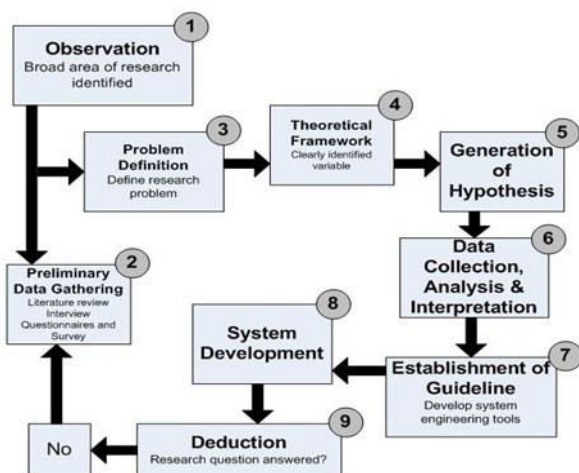 1
Observation
Broad area of research
identified
2
Preliminary
Data Gathering
Literature review
Interview
Questionnaires and
Survey
3
Problem
Definition
Define research
problem
4
Theoretical
Framework
Clearly identified
variable
5
Generation
of
Hypothesis
6
Data
Collection,
Analysis &
Interpretation
7
Establishment of
Guideline
Develop system
engineering tools
8
System
Development
9
Deduction
Research question answered?
No